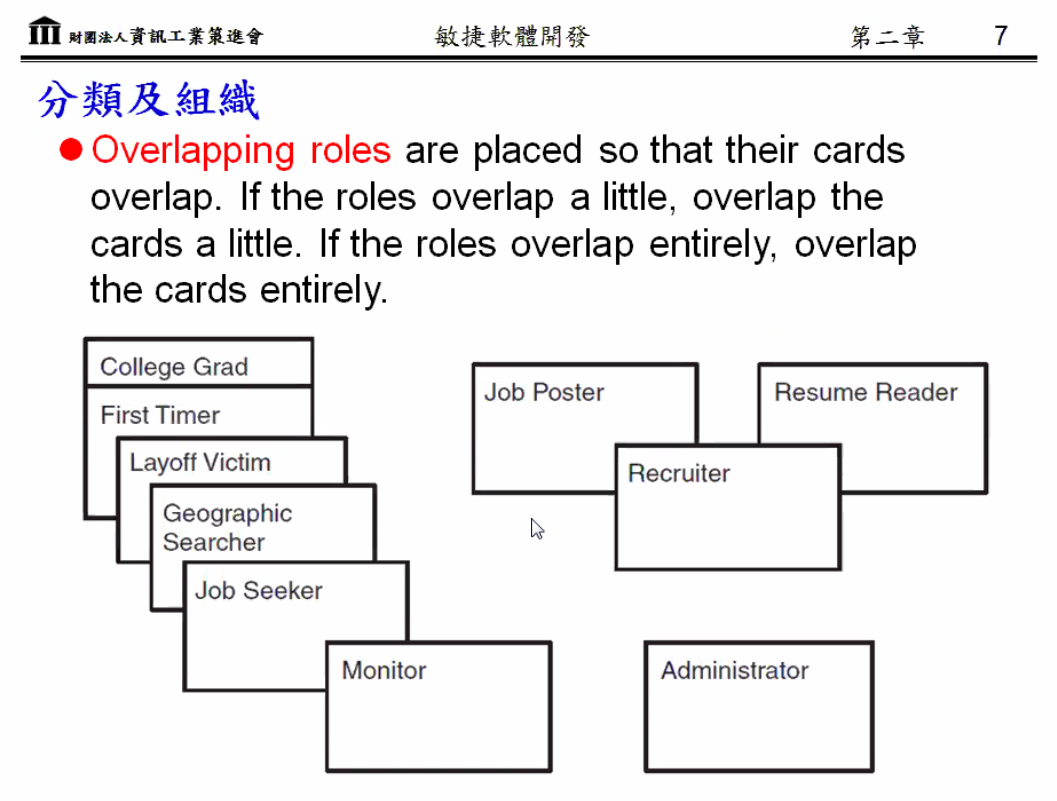 財團法人資訊工業策進會
敏捷軟體開發
第二章
7
分類及組織
Overlapping roles are placed so that their cards
overlap. If the roles overlap a little, overlap the
cards a little. If the roles overlap entirely, overlap
the cards entirely.
College Grad
First Timer
Layoff Victim
Geographic
Searcher
Job Seeker
Monitor
Job Poster
Resume Reader
Recruiter
Administrator